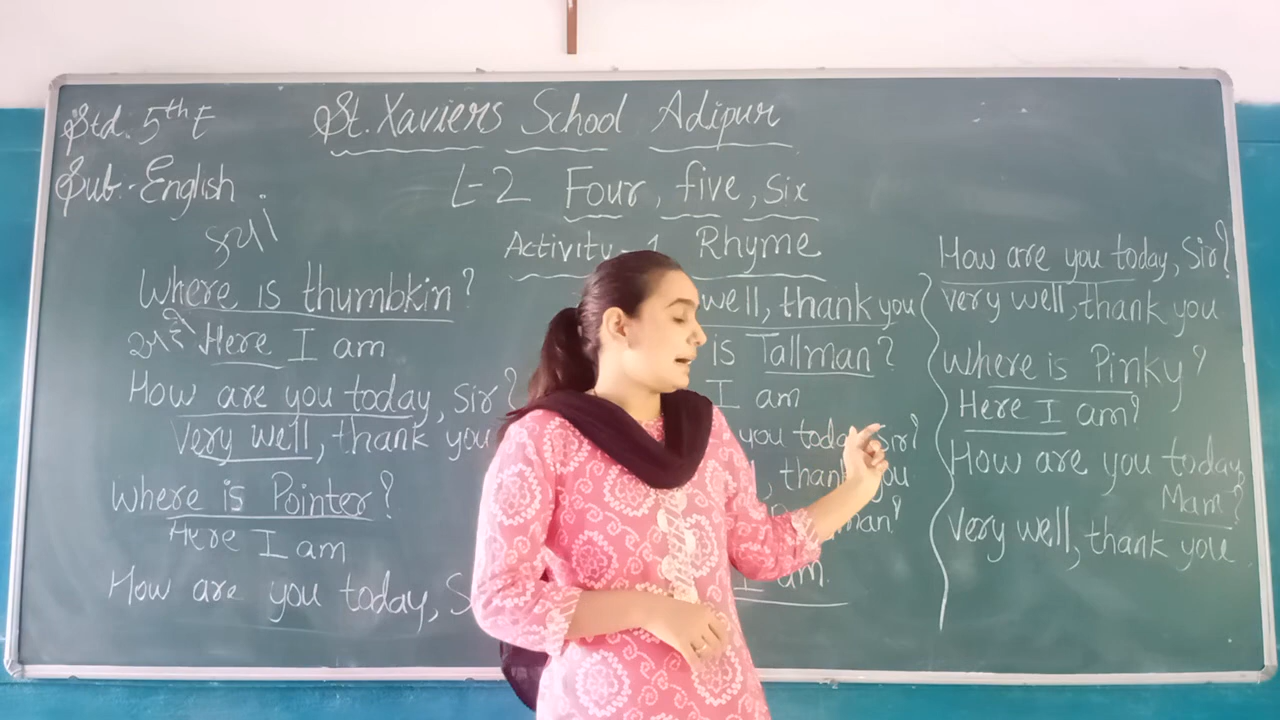 Std. 5th E
St. Xaviers School Adipur
Sub:- English
L-2 Four, five, six
Activity - 1 Rhyme
ક્યાં
Where is thumbkin?
અહીં Here I am
How are you today, Sir?
Very well, thank you
Where is Pointer?
Here I am
How are you today, S
well, thank you
is Tallman?
I am
you today Sir?
, thank you
man?
I am.
How are you today, Sir?
Very well, thank you
Where is Pinky?
Here I am?
How are you today,
Mam?
Very well, thank you.